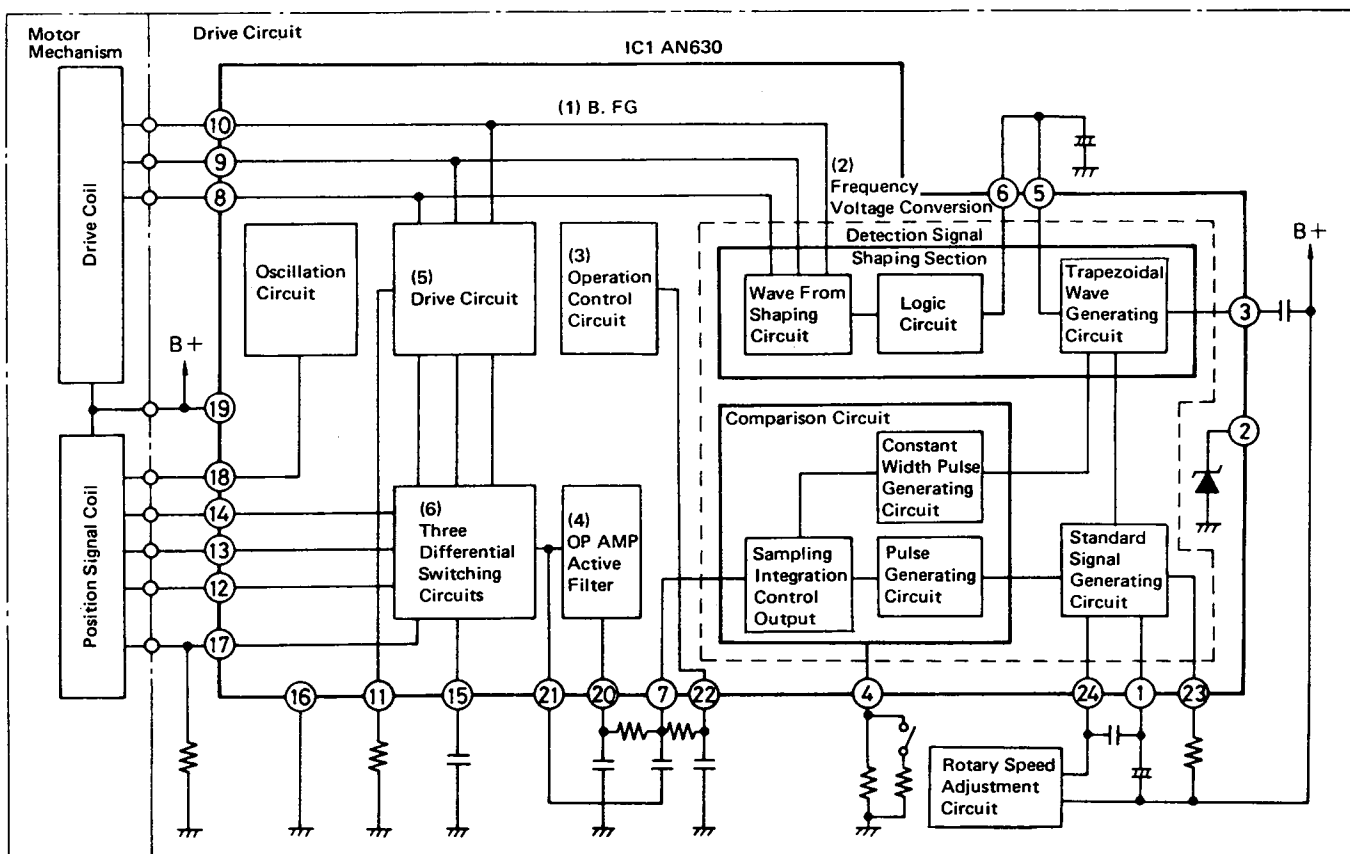 Motor
Mechanism
Drive Circuit
IC1 AN630
Drive Coil
(1) B. FG
10
9
8
(2)
Frequency
Voltage Conversion
6
5
B+
Detection Signal
Shaping Section
Oscillation
Circuit
(5)
Drive Circuit
(3)
Operation
Control
Circuit
Wave From
Shaping
Circuit
Logic
Circuit
Trapezoidal
Wave
Generating
Circuit
3
B+
19
2
Comparison Circuit
Constant
Width Pulse
Generating
Circuit
Position Signal Coil
18
14
13
12
17
(6)
Three
Differential
Switching
Circuits
(4)
OP AMP
Active
Filter
Sampling
Integration
Control
Output
Pulse
Generating
Circuit
Standard
Signal
Generating
Circuit
16
11
15
21
20
7
22
4
24
1
23
Rotary Speed
Adjustment
Circuit